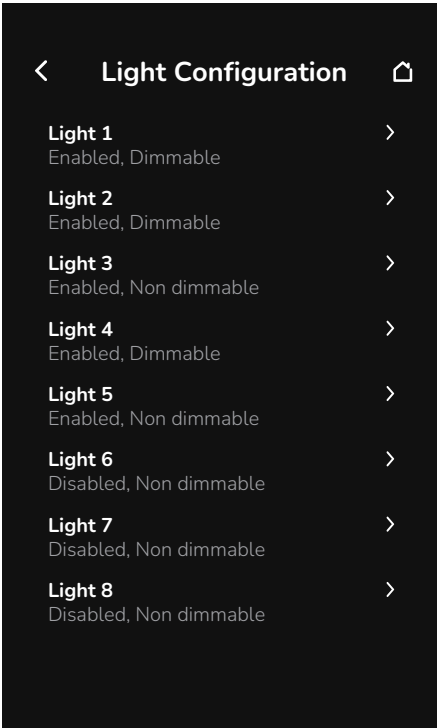 Light Configuration
Light 1
Enabled, Dimmable
Light 2
Enabled, Dimmable
Light 3
Enabled, Non dimmable
Light 4
Enabled, Dimmable
Light 5
Enabled, Non dimmable
Light 6
Disabled, Non dimmable
Light 7
Disabled, Non dimmable
Light 8
Disabled, Non dimmable